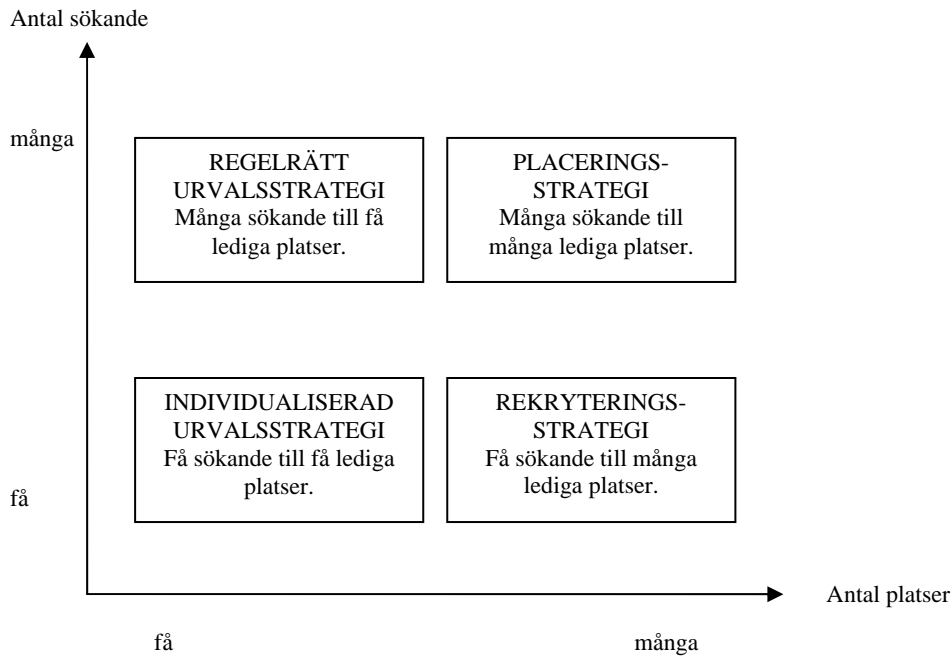 Antal sökande
många
REGELRÄTT
URVALSSTRATEGI
Många sökande till få
lediga platser.
PLACERINGS-
STRATEGI
Många sökande till
många lediga platser.
INDIVIDUALISERAD
URVALSSTRATEGI
Få sökande till få lediga
platser.
REKRYTERINGS-
STRATEGI
Få sökande till många
lediga platser.
få
Antal platser
få
många